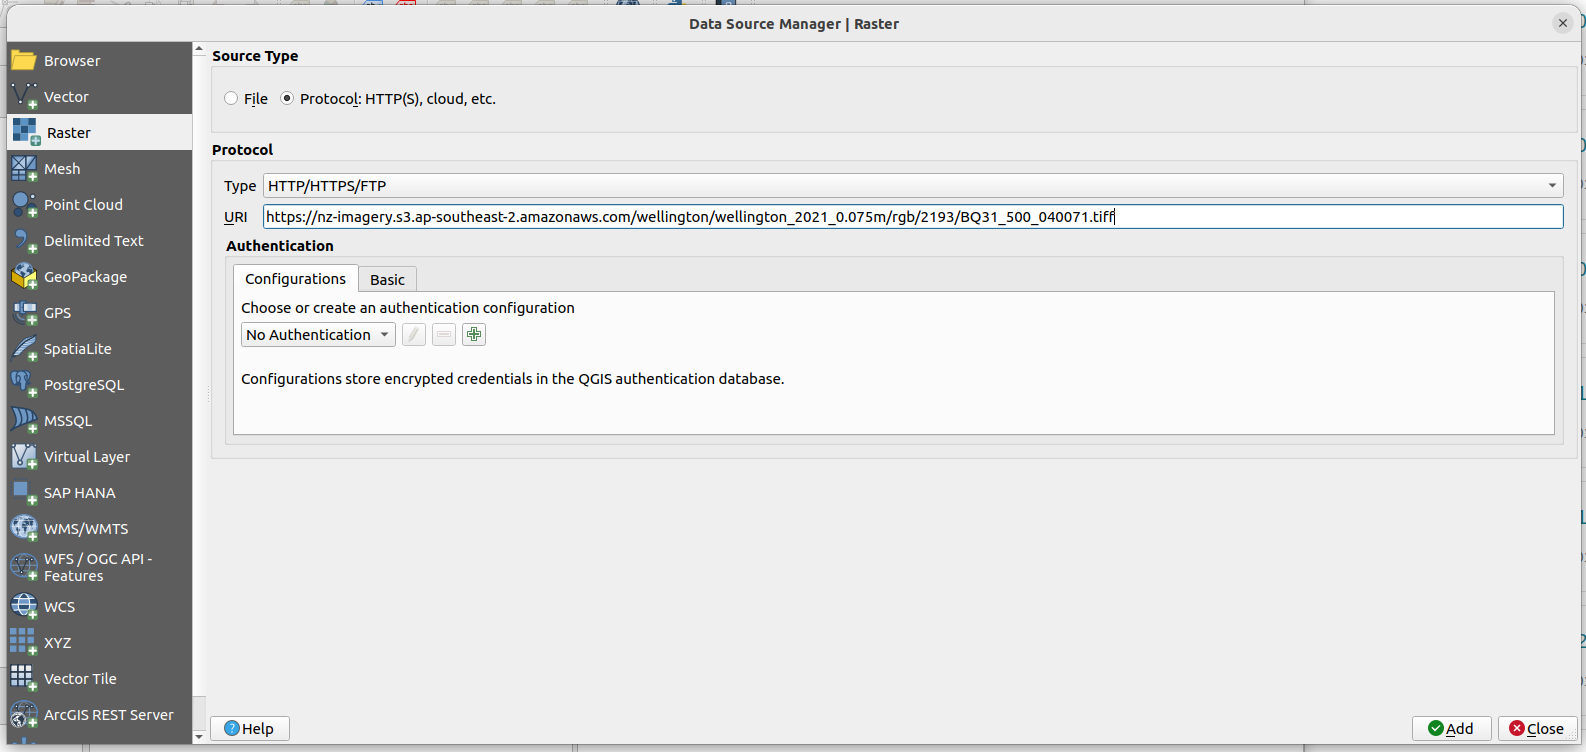 Data Source Manager | Raster
Browser
Vector
Raster
Mesh
Point Cloud
Delimited Text
GeoPackage
GPS
SpatiaLite
PostgreSQL
MSSQL
Virtual Layer
SAP HANA
WMS/WMTS
WFS / OGC API -
Features
WCS
XYZ
Vector Tile
ArcGIS REST Server
Source Type
File
Protocol: HTTP(S), cloud, etc.
Protocol
Type HTTP/HTTPS/FTP
URI https://nz-imagery.s3.ap-southeast-2.amazonaws.com/wellington/wellington_2021_0.075m/rgb/2193/BQ31_500_040071.tiff
Authentication
Configurations Basic
Choose or create an authentication configuration
No Authentication
Configurations store encrypted credentials in the QGIS authentication database.
Help
Add
Close